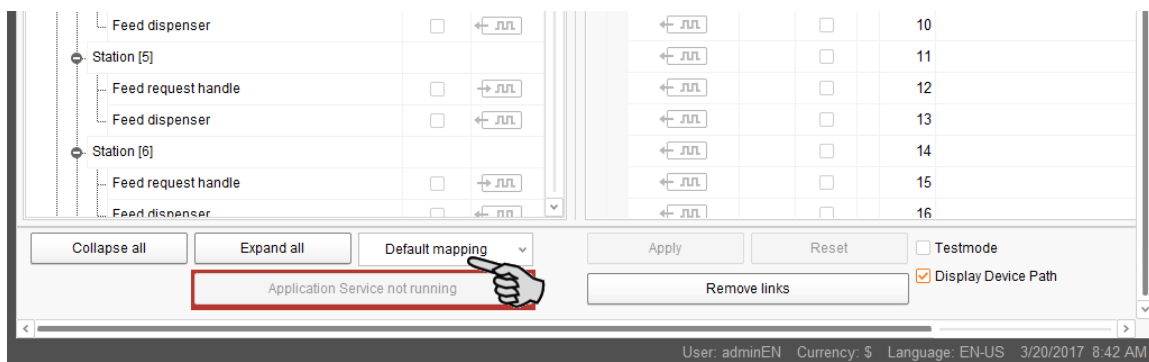 Feed dispenser 10
Station [5] 11
Feed request handle 12
Feed dispenser 13
Station [6] 14
Feed request handle 15
Feed dispenser 16
Collapse all Expand all Default mapping Apply Reset Testmode
Application Service not running Remove links Display Device Path
User: adminEN Currency: $ Language: EN-US 3/20/2017 8:42 AM